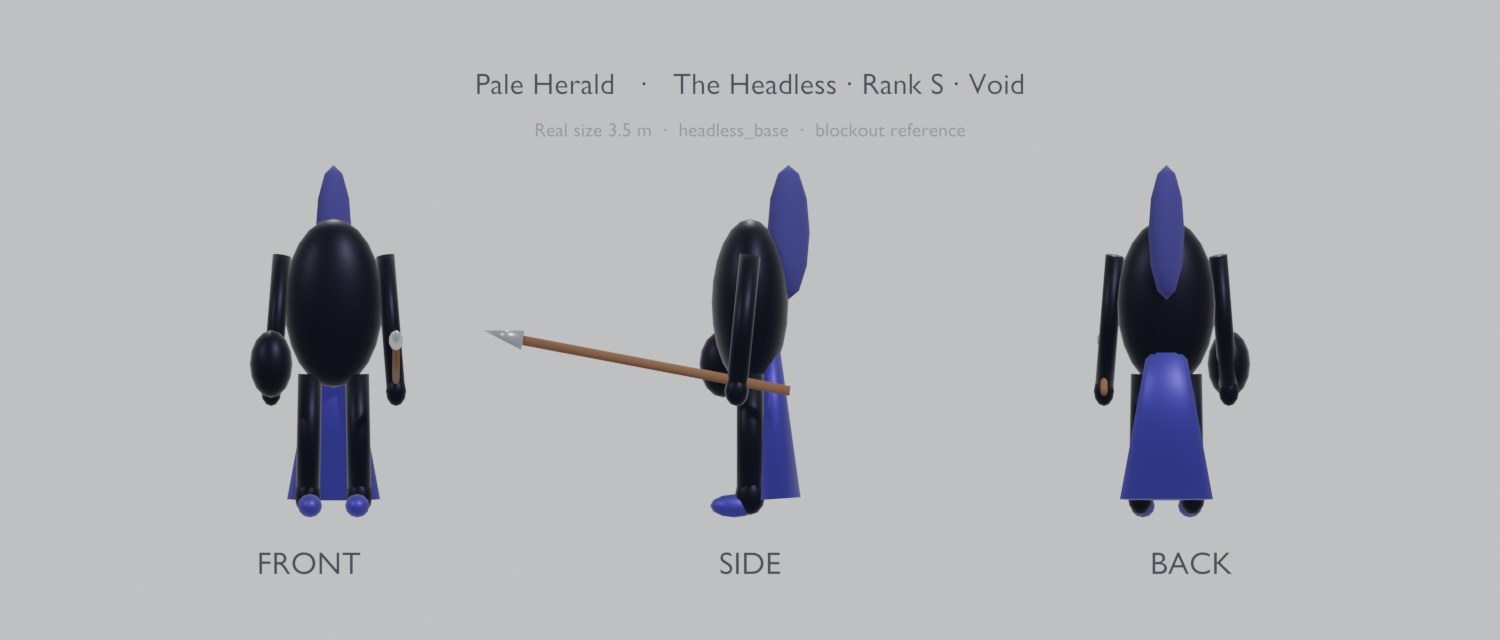 Pale Herald · The Headless · Rank S · Void
Real size 3.5 m · headless_base · blockout reference
FRONT
SIDE
BACK